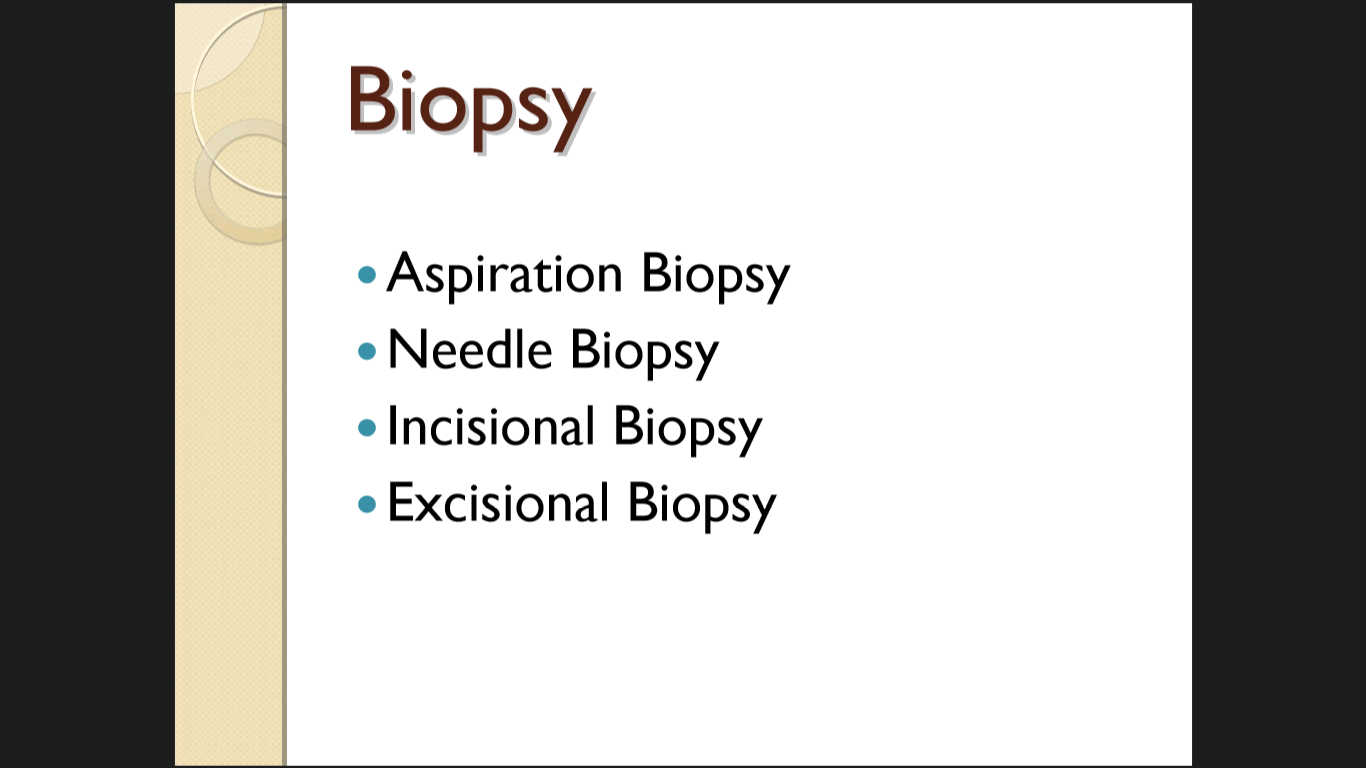 Biopsy
• Aspiration Biopsy
• Needle Biopsy
• Incisional Biopsy
• Excisional Biopsy